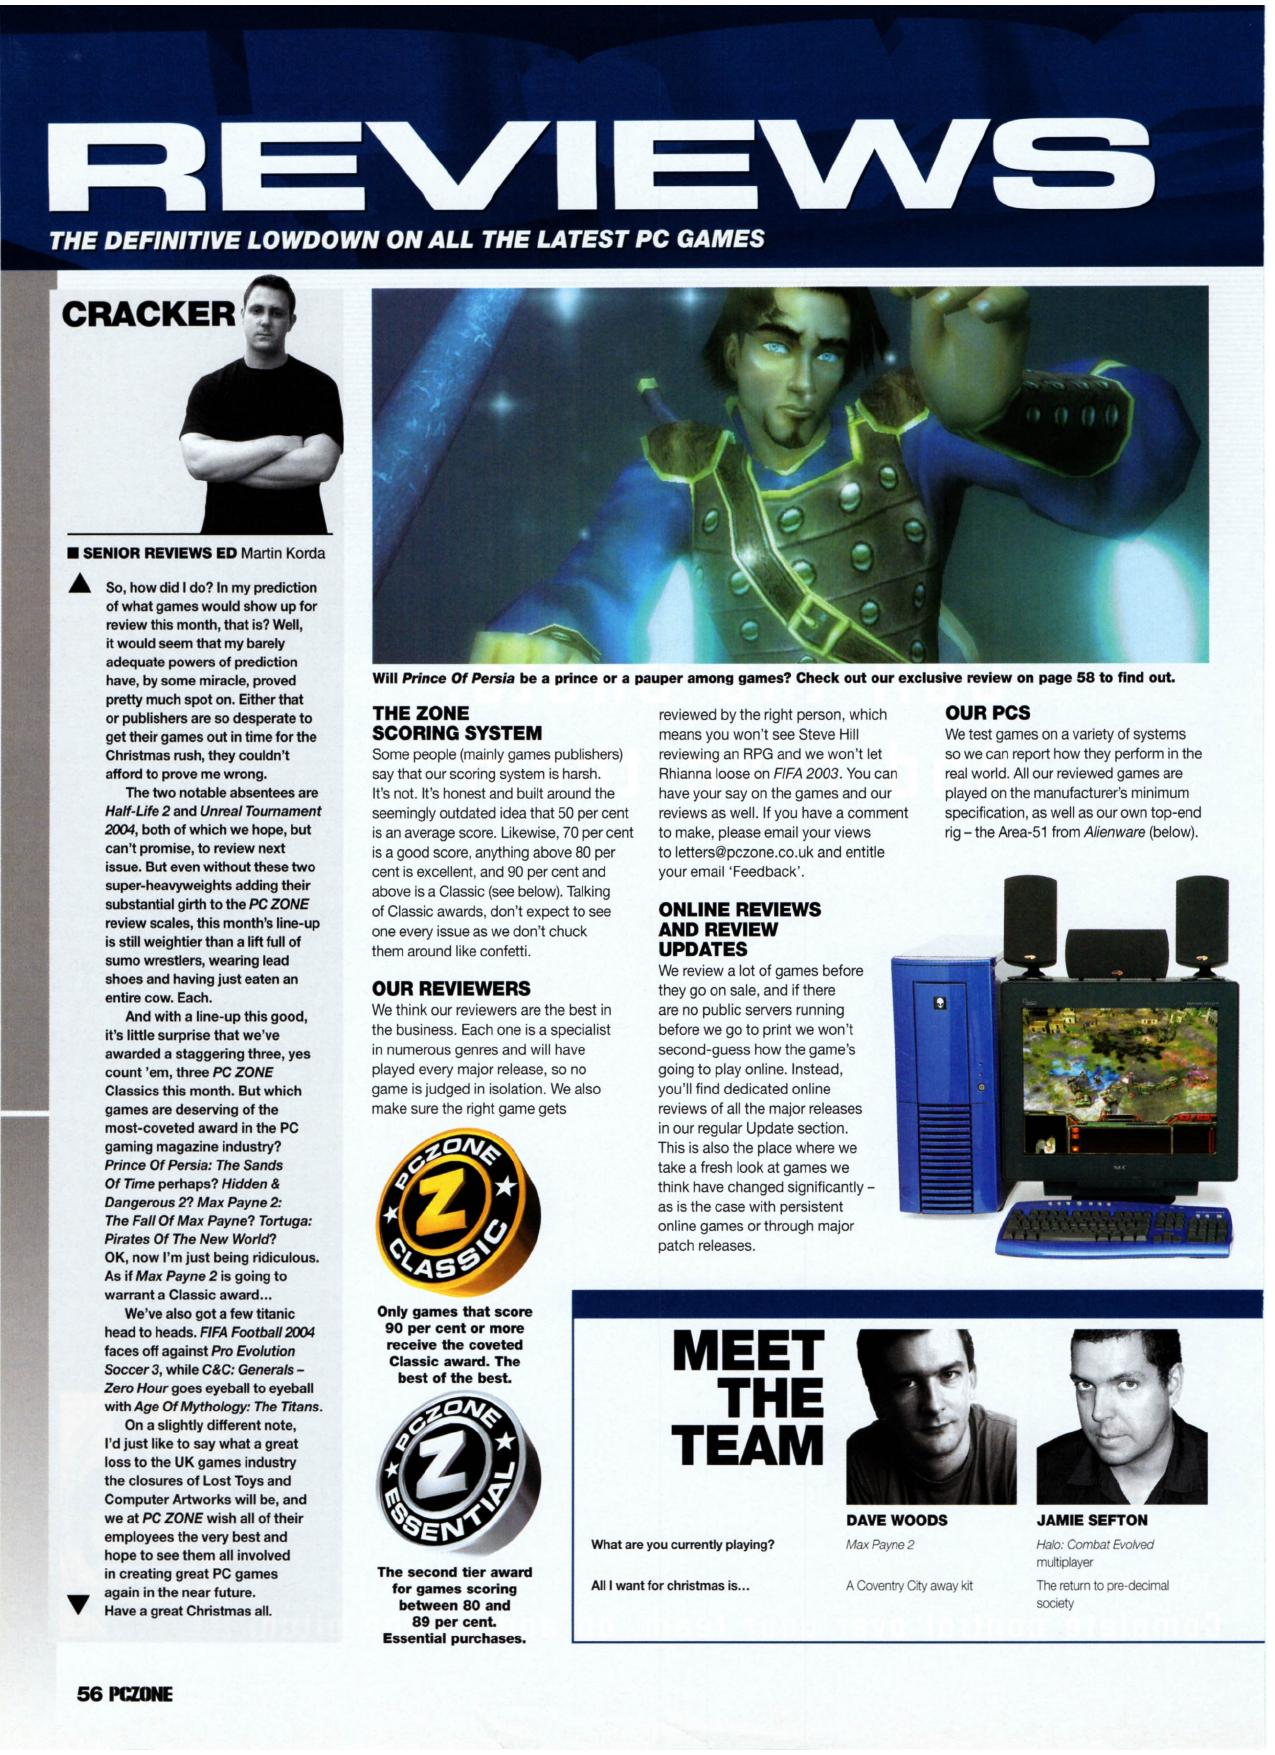 REVIEWS
THE DEFINITIVE LOWDOWN ON ALL THE LATEST PC GAMES
CRACKER
■ SENIOR REVIEWS ED Martin Korda
So, how did I do? In my prediction
of what games would show up for
review this month, that is? Well,
it would seem that my barely
adequate powers of prediction
have, by some miracle, proved
pretty much spot on. Either that
or publishers are so desperate to
get their games out in time for the
Christmas rush, they couldn't
afford to prove me wrong.
The two notable absentees are
Half-Life 2 and Unreal Tournament
2004, both of which we hope, but
can't promise, to review next
issue. But even without these two
super-heavyweights adding their
substantial girth to the PC ZONE
review scales, this month's line-up
is still weightier than a lift full of
sumo wrestlers, wearing lead
shoes and having just eaten an
entire cow. Each.
And with a line-up this good,
it's little surprise that we've
awarded a staggering three, yes
count 'em, three PC ZONE
Classics this month. But which
games are deserving of the
most-coveted award in the PC
gaming magazine industry?
Prince Of Persia: The Sands
Of Time perhaps? Hidden &
Dangerous 2? Max Payne 2:
The Fall Of Max Payne? Tortuga:
Pirates Of The New World?
OK, now I'm just being ridiculous.
As if Max Payne 2 is going to
warrant a Classic award...
We've also got a few titanic
head to heads. FIFA Football 2004
faces off against Pro Evolution
Soccer 3, while C&C: Generals –
Zero Hour goes eyeball to eyeball
with Age Of Mythology: The Titans.
On a slightly different note,
I'd just like to say what a great
loss to the UK games industry
the closures of Lost Toys and
Computer Artworks will be, and
we at PC ZONE wish all of their
employees the very best and
hope to see them all involved
in creating great PC games
again in the near future.
Have a great Christmas all.
Will Prince Of Persia be a prince or a pauper among games? Check out our exclusive review on page 58 to find out.
THE ZONE
SCORING SYSTEM
Some people (mainly games publishers)
say that our scoring system is harsh.
It's not. It's honest and built around the
seemingly outdated idea that 50 per cent
is an average score. Likewise, 70 per cent
is a good score, anything above 80 per
cent is excellent, and 90 per cent and
above is a Classic (see below). Talking
of Classic awards, don't expect to see
one every issue as we don't chuck
them around like confetti.
OUR REVIEWERS
We think our reviewers are the best in
the business. Each one is a specialist
in numerous genres and will have
played every major release, so no
game is judged in isolation. We also
make sure the right game gets
reviewed by the right person, which
means you won't see Steve Hill
reviewing an RPG and we won't let
Rhianna loose on FIFA 2003. You can
have your say on the games and our
reviews as well. If you have a comment
to make, please email your views
to letters@pczone.co.uk and entitle
your email 'Feedback'.
ONLINE REVIEWS
AND REVIEW
UPDATES
We review a lot of games before
they go on sale, and if there
are no public servers running
before we go to print we won't
second-guess how the game's
going to play online. Instead,
you'll find dedicated online
reviews of all the major releases
in our regular Update section.
This is also the place where we
take a fresh look at games we
think have changed significantly –
as is the case with persistent
online games or through major
patch releases.
OUR PCS
We test games on a variety of systems
so we can report how they perform in the
real world. All our reviewed games are
played on the manufacturer's minimum
specification, as well as our own top-end
rig – the Area-51 from Alienware (below).
NEC
PCZONE
Z
CLASSIC
Only games that score
90 per cent or more
receive the coveted
Classic award. The
best of the best.
PCZONE
Z
ESSENTIAL
The second tier award
for games scoring
between 80 and
89 per cent.
Essential purchases.
MEET
THE
TEAM
DAVE WOODS
JAMIE SEFTON
What are you currently playing?
Max Payne 2
Halo: Combat Evolved
multiplayer
All I want for christmas is...
A Coventry City away kit
The return to pre-decimal
society
56 PCZONE